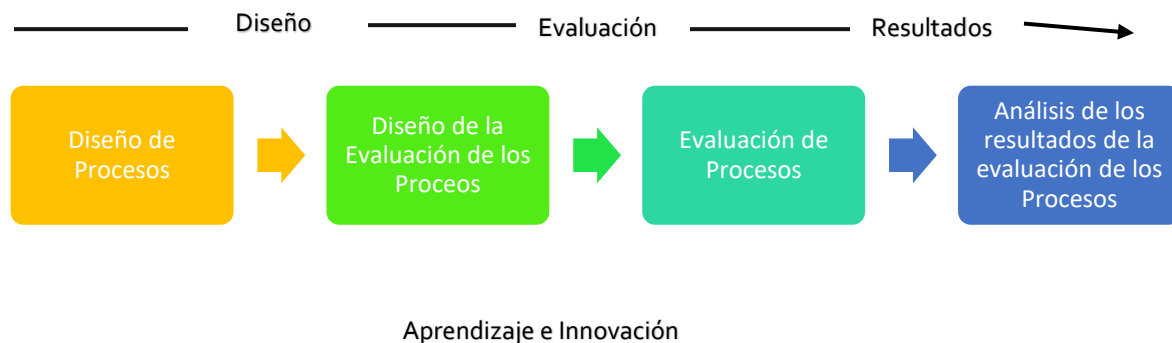 Diseño
Evaluación
Resultados
Diseño de
Procesos
Diseño de la
Evaluación de los
Proceos
Evaluación de
Procesos
Análisis de los
resultados de la
evaluación de los
Procesos
Aprendizaje e Innovación